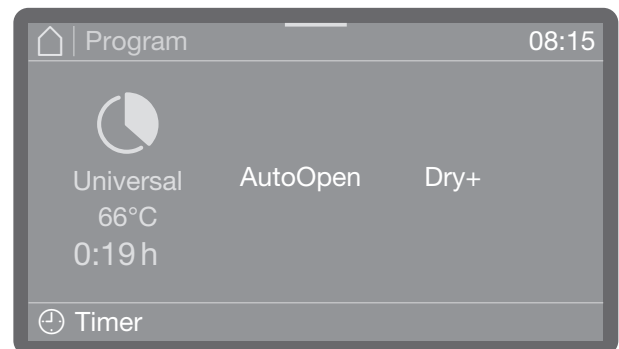 Program 08:15
AutoOpen Dry+
Universal
66°C
0:19 h
Timer